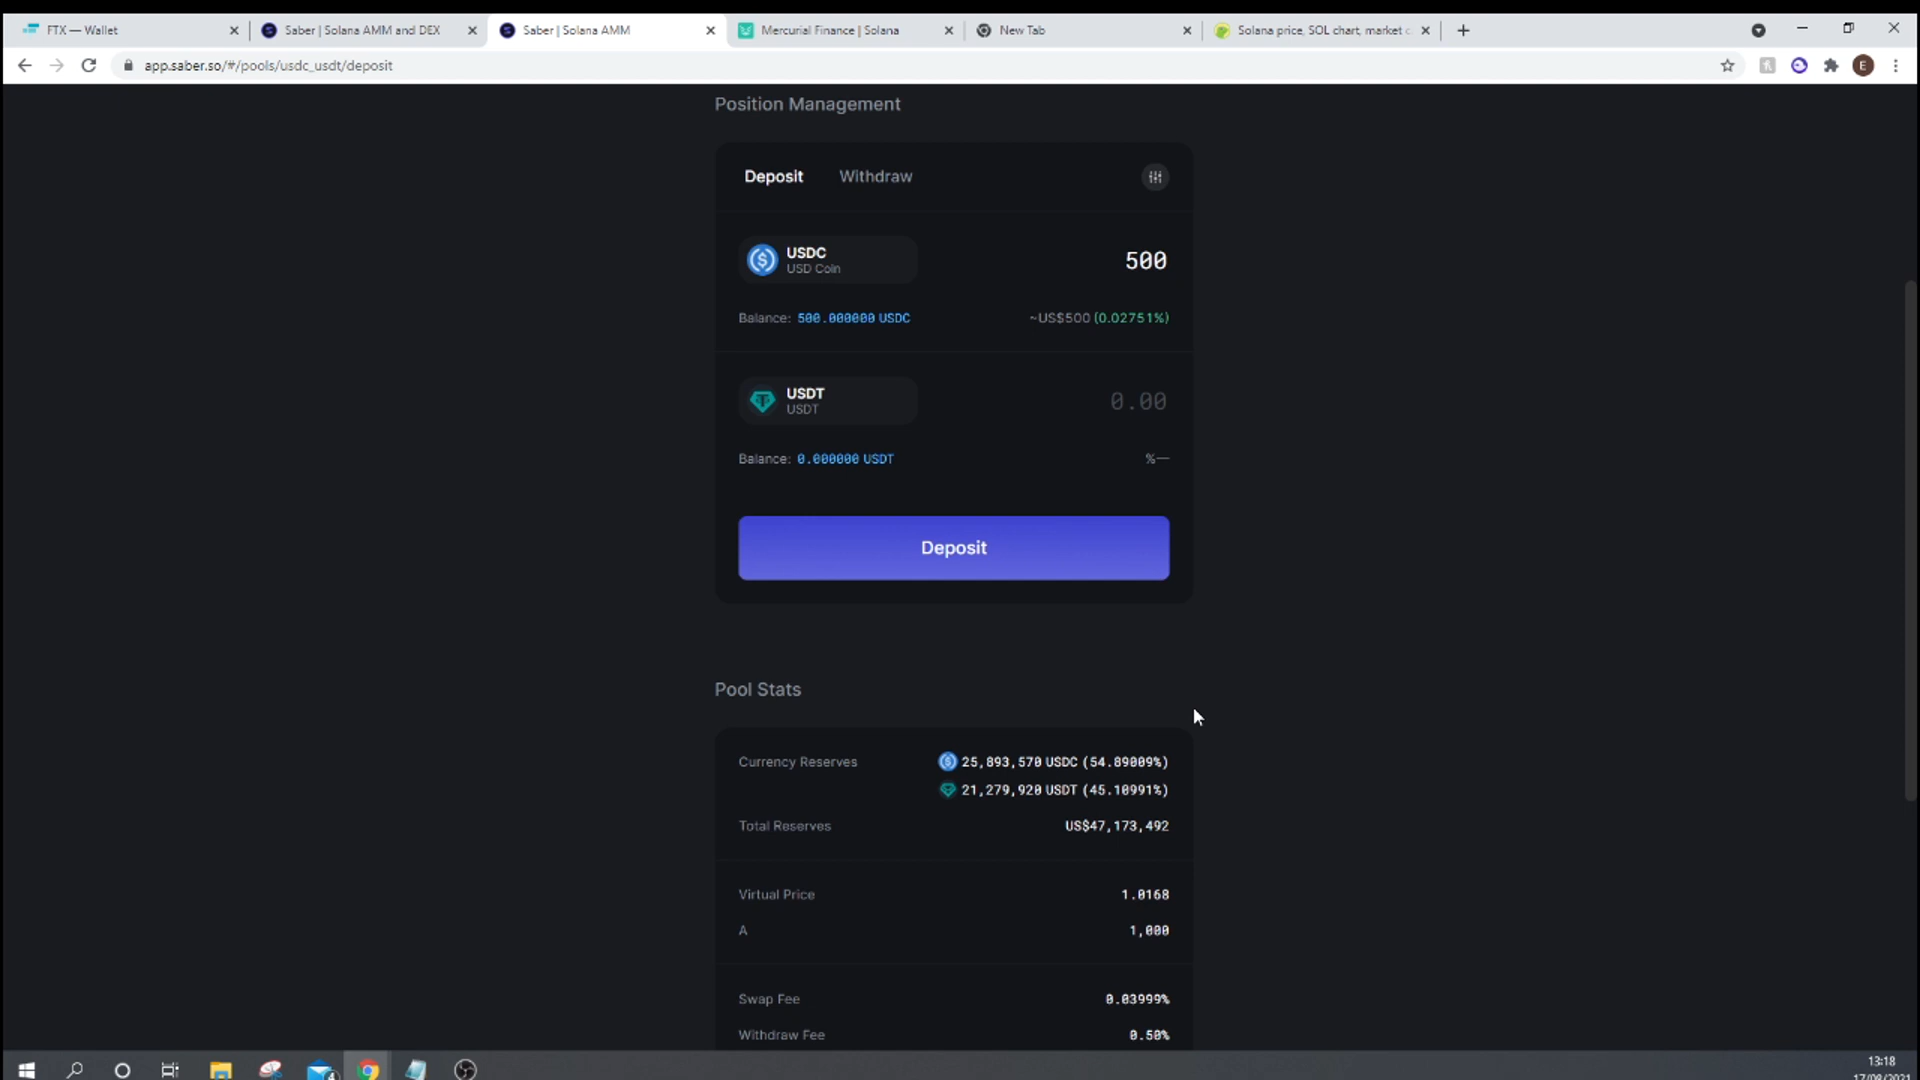 FTX — Wallet
Saber | Solana AMM and DEX
Saber | Solana AMM
Mercurial Finance | Solana
New Tab
Solana price, SOL chart, market c
app.saber.so/#/pools/usdc_usdt/deposit
E
Position Management
Deposit Withdraw
USDC
USD Coin
500
Balance: 500.000000 USDC ~US$500 (0.02751%)
USDT
USDT
0.00
Balance: 0.000000 USDT %—
Deposit
Pool Stats
Currency Reserves 25,893,570 USDC (54.89009%)
21,279,920 USDT (45.10991%)
Total Reserves US$47,173,492
Virtual Price 1.0168
A 1,000
Swap Fee 0.03999%
Withdraw Fee 0.50%
4
13:18
17/08/2021